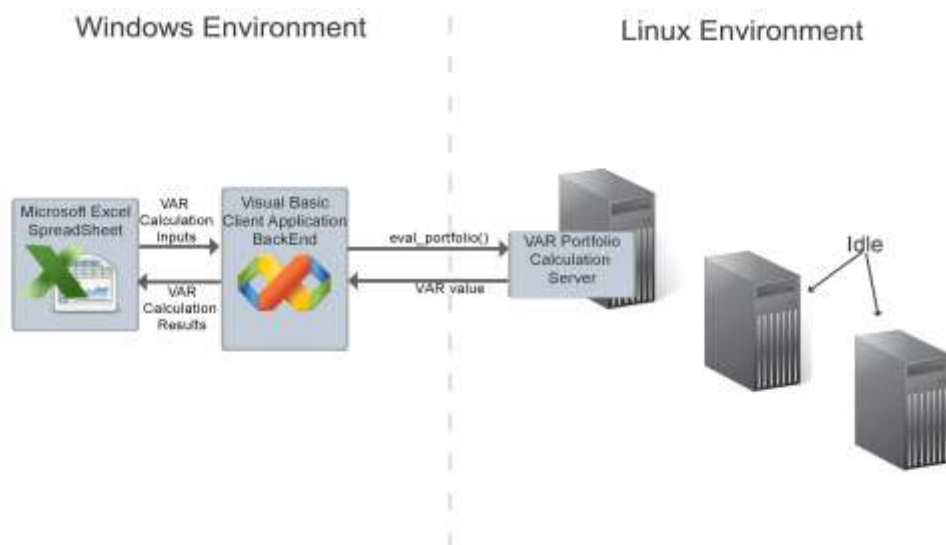 Windows Environment
Linux Environment
Microsoft Excel
SpreadSheet
VAR
Calculation
Inputs
VAR
Calculation
Results
Visual Basic
Client Application
BackEnd
eval_portfolio()
VAR value
VAR Portfolio
Calculation
Server
Idle